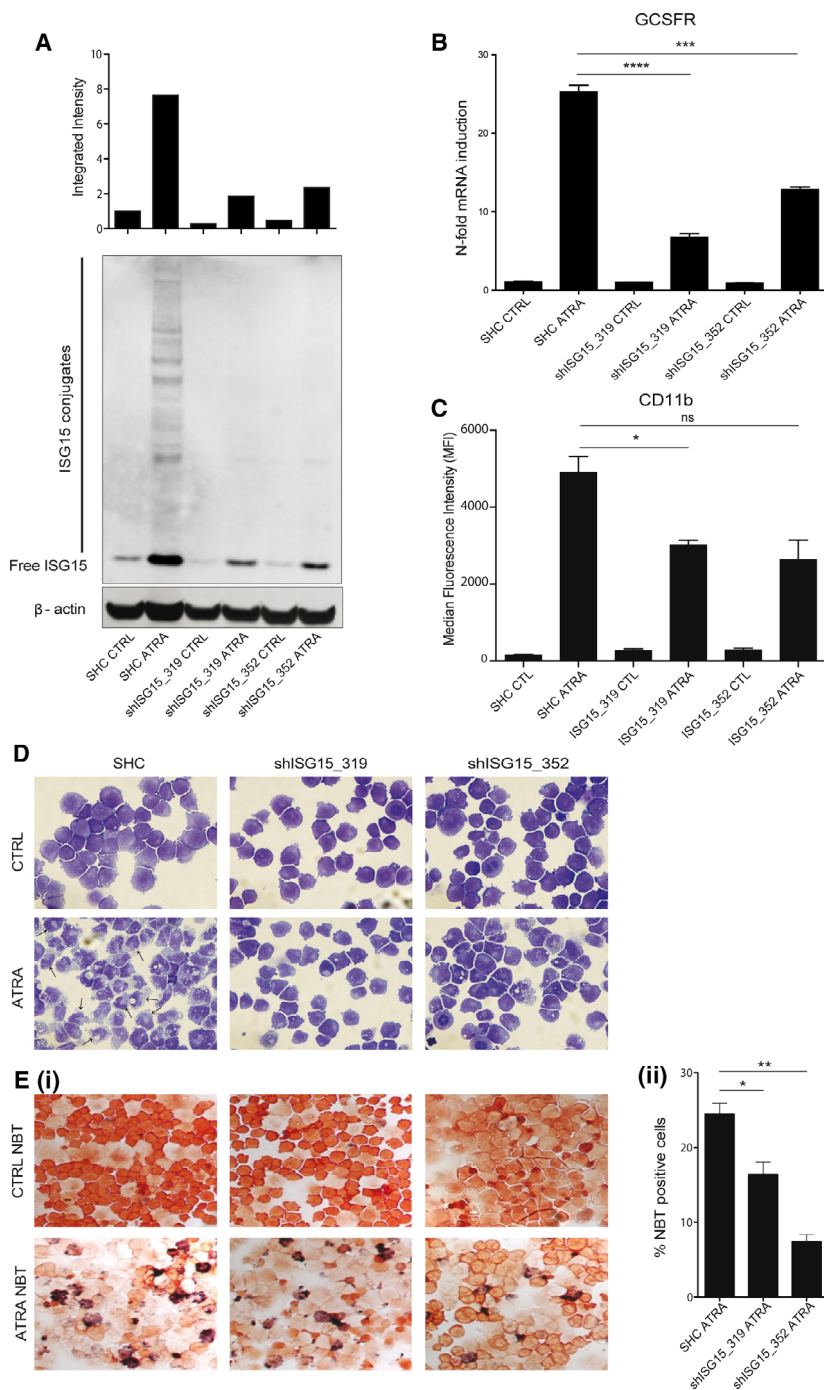 A
10
8
6
4
2
0
Integrated Intensity
ISG15 conjugates
Free ISG15
β- actin
SHC CTRL
SHC ATRA
shISG15_319 CTRL
shISG15_319 ATRA
shISG15_352 CTRL
shISG15_352 ATRA
B
GCSFR
***
****
30
20
10
0
N-fold mRNA induction
SHC CTRL
SHC ATRA
shISG15_319 CTRL
shISG15_319 ATRA
shISG15_352 CTRL
shISG15_352 ATRA
C
CD11b
ns
*
6000
4000
2000
0
Median Fluorescence Intensity (MFI)
SHC CTL
SHC ATRA
ISG15_319 CTL
ISG15_319 ATRA
ISG15_352 CTL
ISG15_352 ATRA
D
SHC
shISG15_319
shISG15_352
CTRL
ATRA
E (i)
CTRL NBT
ATRA NBT
(ii)
**
*
30
20
10
0
% NBT positive cells
SHC ATRA
shISG15_319 ATRA
shISG15_352 ATRA